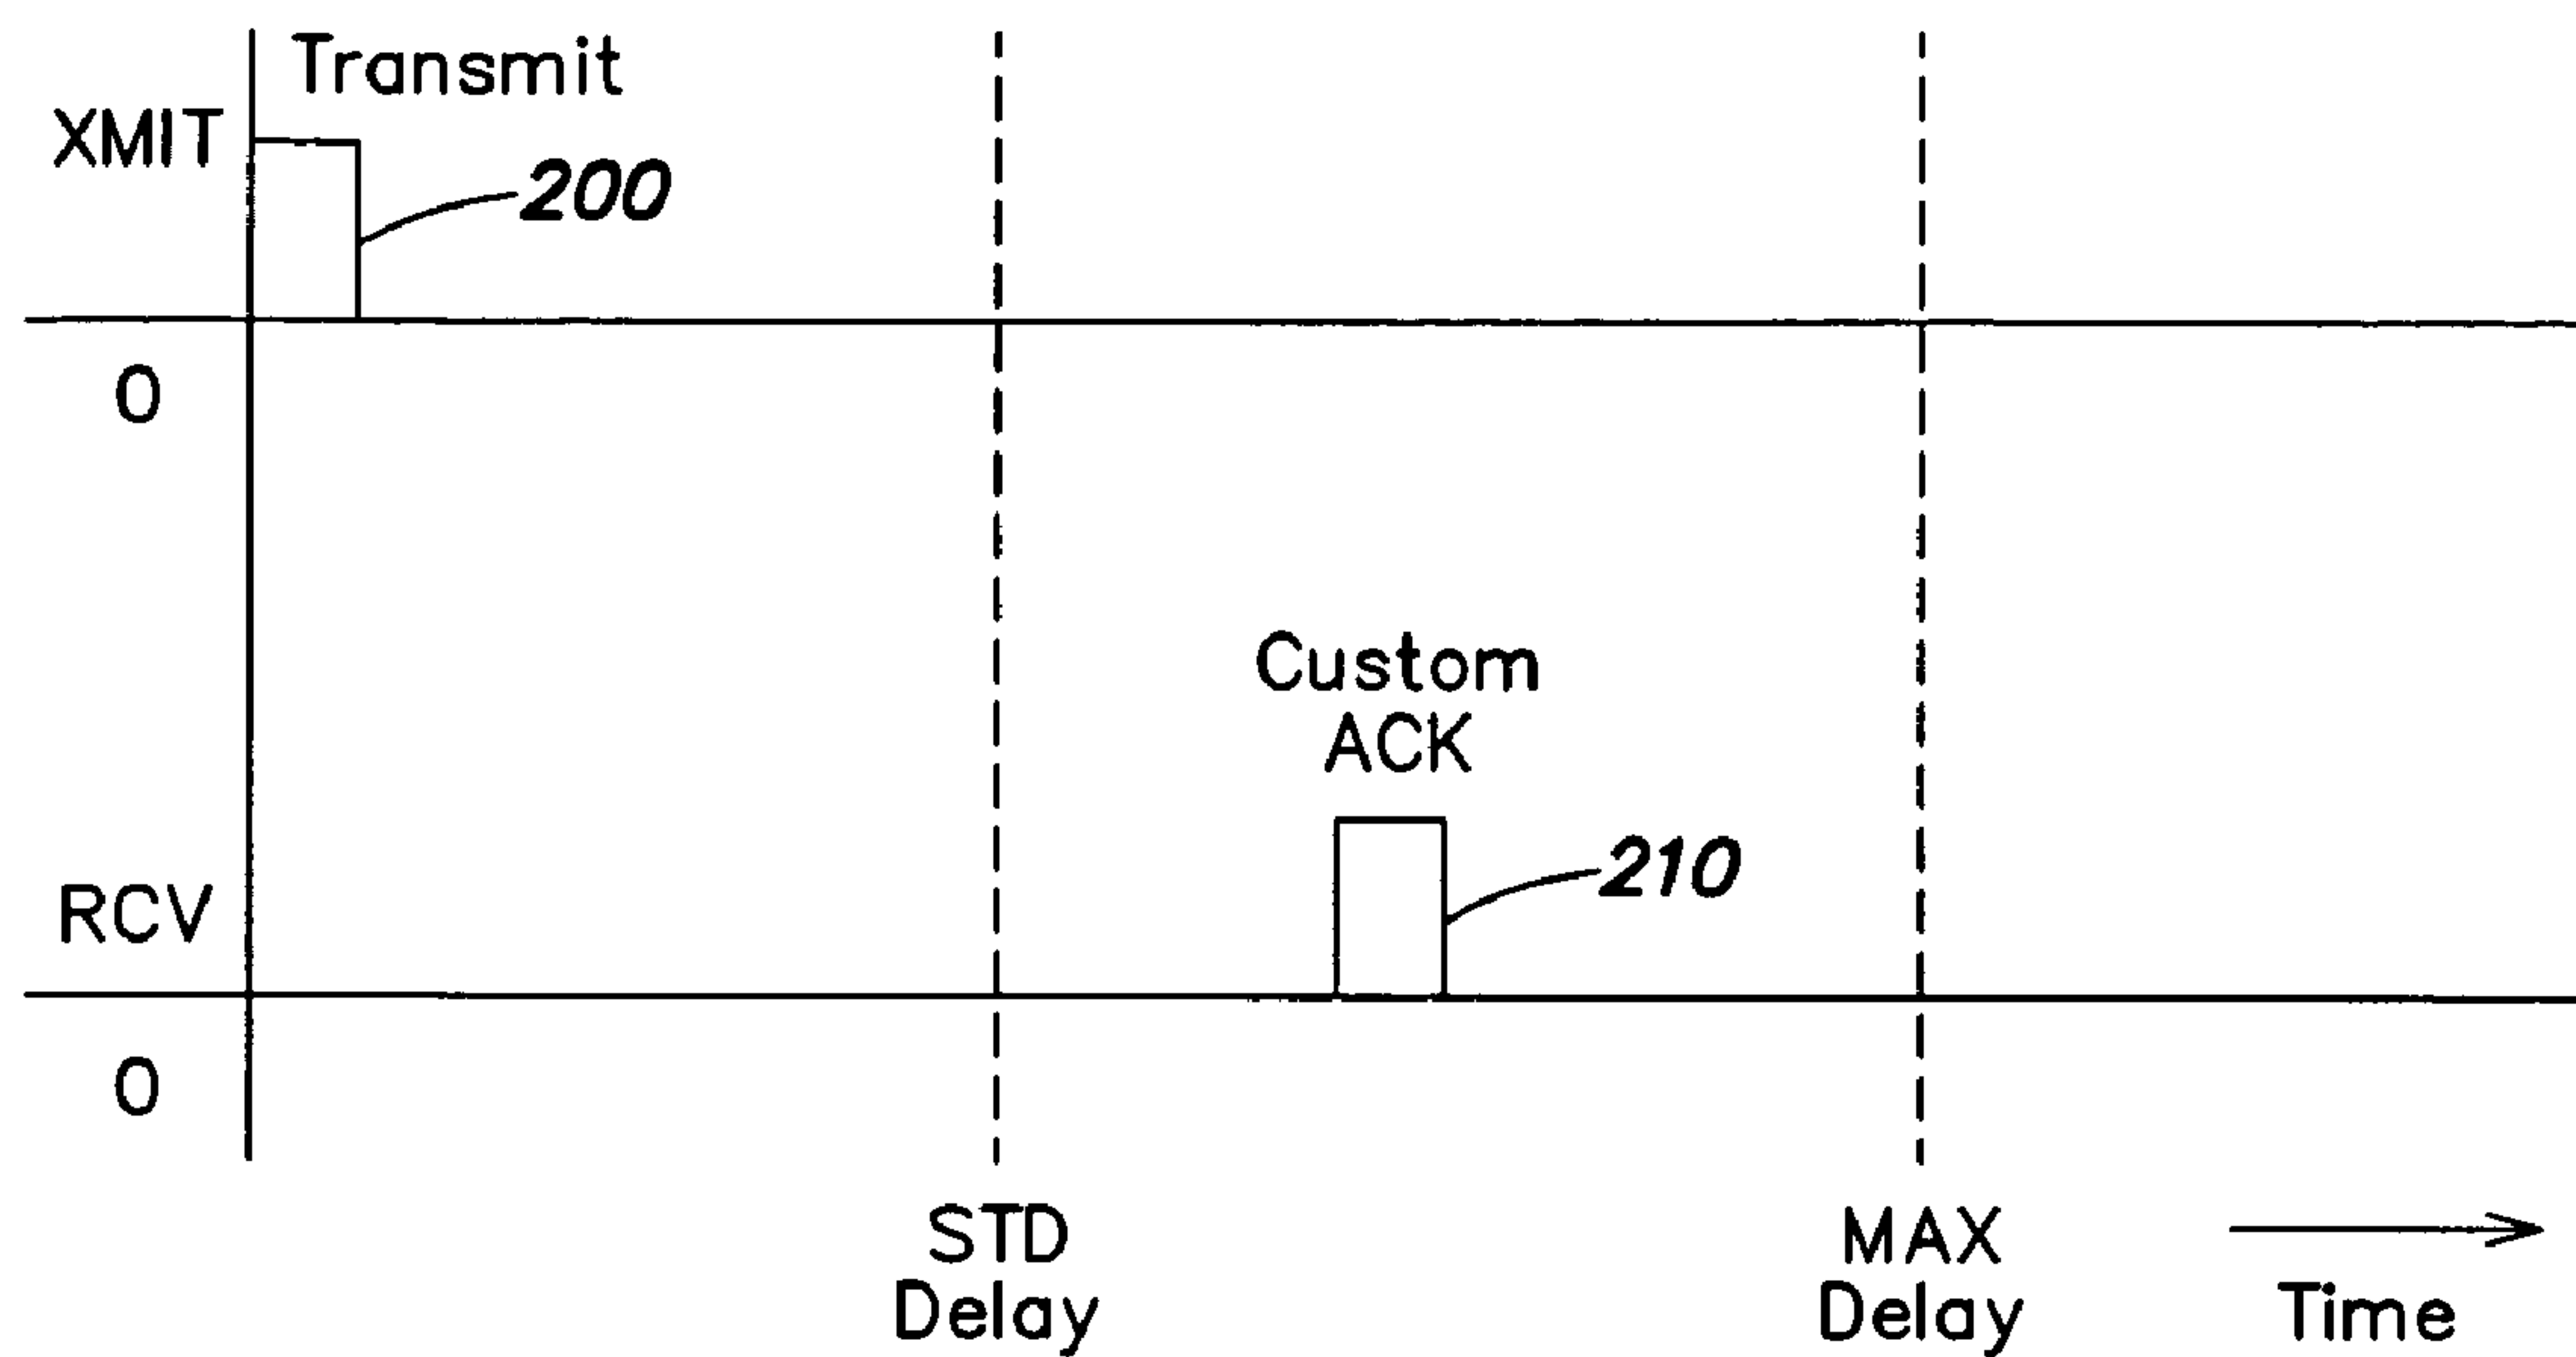 Transmit
XMIT
200
0
Custom
ACK
210
RCV
0
STD
Delay
MAX
Delay
Time